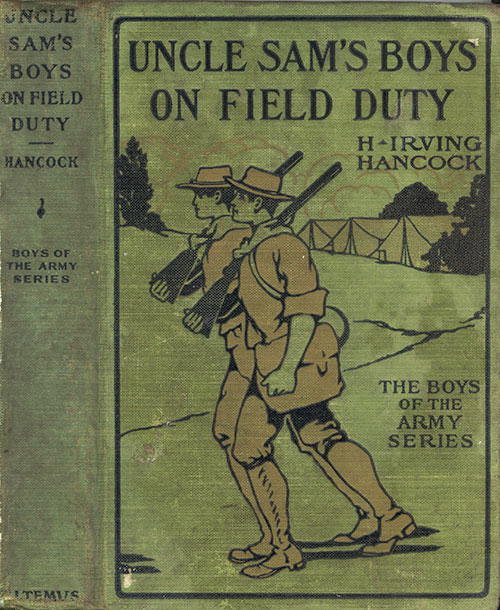 UNCLE
SAM'S
BOYS
ON FIELD
DUTY
HANCOCK
BOYS OF
THE ARMY
SERIES
ALTEMUS
UNCLE SAM'S BOYS
ON FIELD DUTY
H·IRVING
HANCOCK
THE BOYS
OF THE
ARMY
SERIES